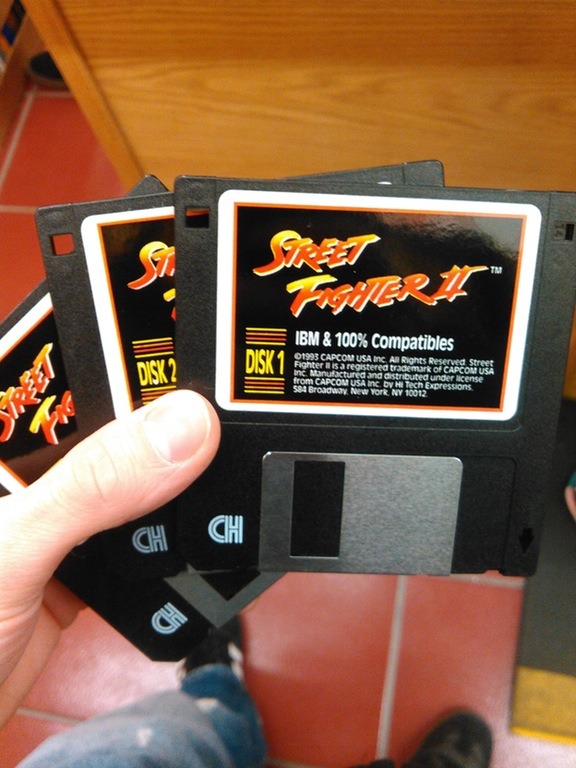 STREET
FIGHTER II ™
IBM & 100% Compatibles
DISK 1
©1993 CAPCOM USA Inc. All Rights Reserved. Street
Fighter II is a registered trademark of CAPCOM USA
Inc. Manufactured and distributed under license
from CAPCOM USA Inc. by Hi Tech Expressions.
584 Broadway, New York, NY 10012
CH
ST
F
DISK 2
CH
STREET
FIG
CH